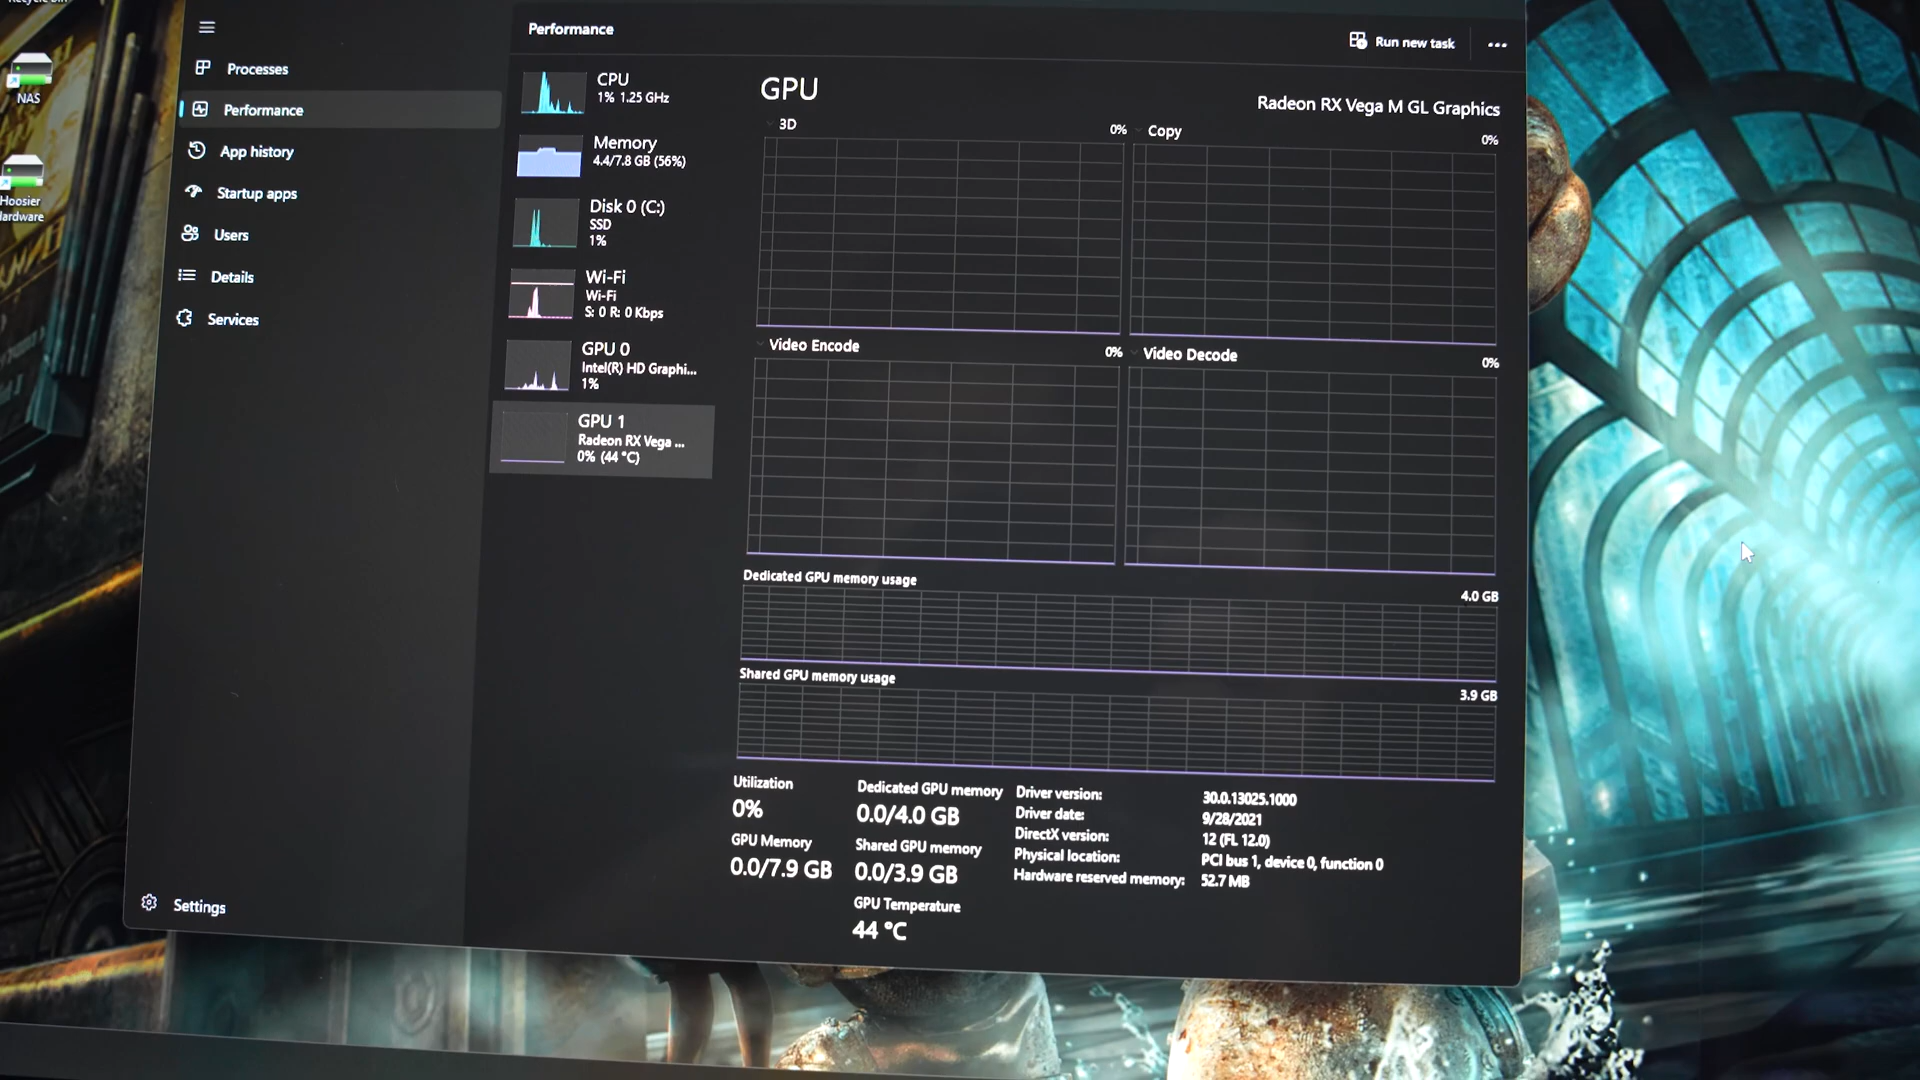 NAS
Hoosier
Hardware
Processes
Performance
App history
Startup apps
Users
Details
Services
Settings
Performance
Run new task
CPU
1% 1.25 GHz
Memory
4.4/7.8 GB (56%)
Disk 0 (C:)
SSD
1%
Wi-Fi
Wi-Fi
S: 0 R: 0 Kbps
GPU 0
Intel(R) HD Graphi...
1%
GPU 1
Radeon RX Vega ...
0% (44 °C)
GPU
Radeon RX Vega M GL Graphics
3D 0%
Copy 0%
Video Encode 0%
Video Decode 0%
Dedicated GPU memory usage 4.0 GB
Shared GPU memory usage 3.9 GB
Utilization
0%
Dedicated GPU memory
0.0/4.0 GB
GPU Memory
0.0/7.9 GB
Shared GPU memory
0.0/3.9 GB
GPU Temperature
44 °C
Driver version: 30.0.13025.1000
Driver date: 9/28/2021
DirectX version: 12 (FL 12.0)
Physical location: PCI bus 1, device 0, function 0
Hardware reserved memory: 52.7 MB